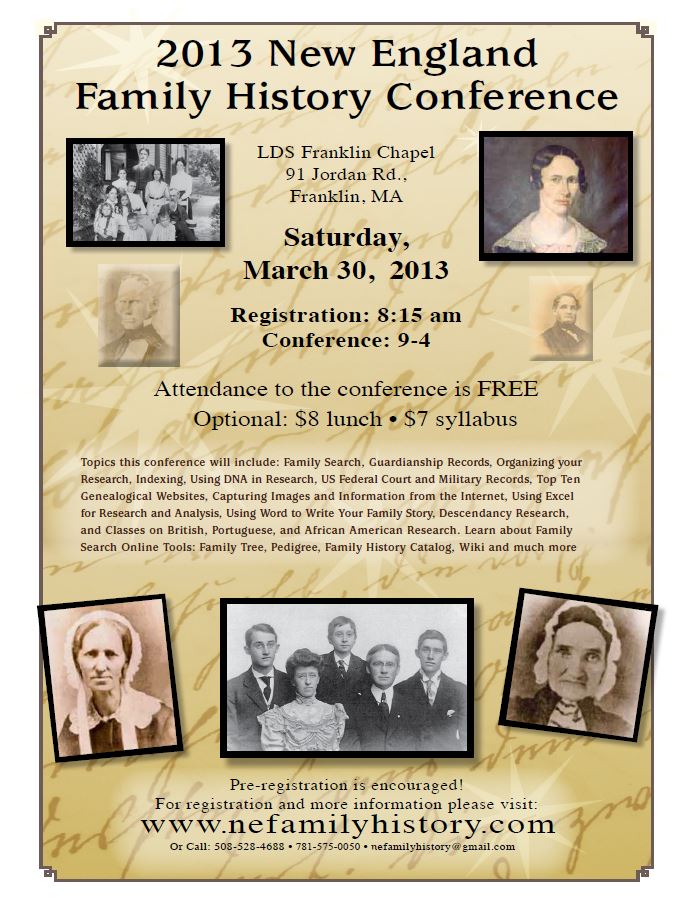 2013 New England
Family History Conference
LDS Franklin Chapel
91 Jordan Rd.,
Franklin, MA
Saturday,
March 30, 2013
Registration: 8:15 am
Conference: 9-4
Attendance to the conference is FREE
Optional: $8 lunch • $7 syllabus
Topics this conference will include: Family Search, Guardianship Records, Organizing your
Research, Indexing, Using DNA in Research, US Federal Court and Military Records, Top Ten
Genealogical Websites, Capturing Images and Information from the Internet, Using Excel
for Research and Analysis, Using Word to Write Your Family Story, Descendancy Research,
and Classes on British, Portuguese, and African American Research. Learn about Family
Search Online Tools: Family Tree, Pedigree, Family History Catalog, Wiki and much more
Pre-registration is encouraged!
For registration and more information please visit:
www.nefamilyhistory.com
Or Call: 508-528-4688 • 781-575-0050 • nefamilyhistory@gmail.com